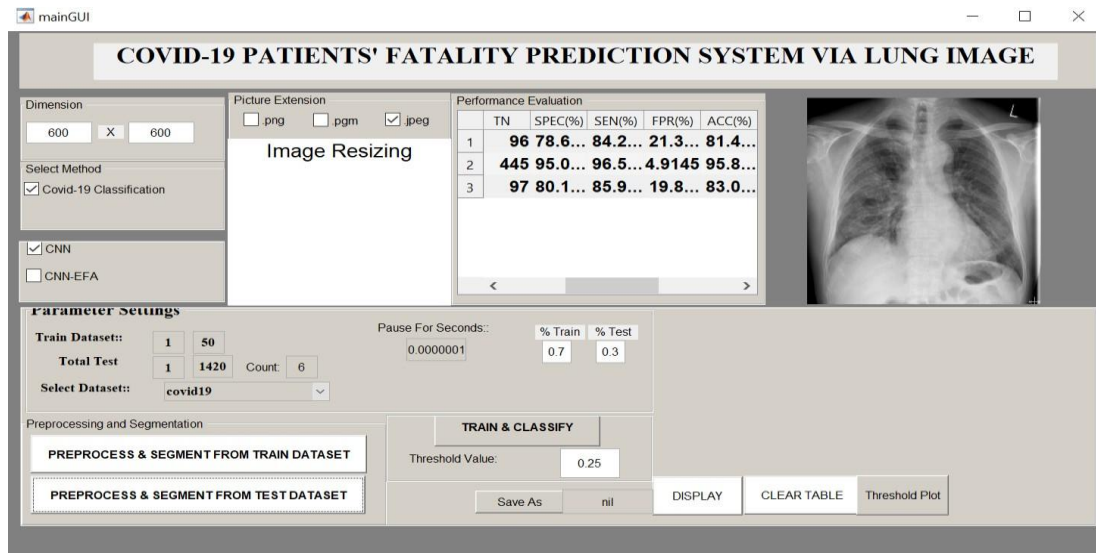 mainGUI
COVID-19 PATIENTS' FATALITY PREDICTION SYSTEM VIA LUNG IMAGE
Dimension
600 X 600
Select Method
Covid-19 Classification
CNN
CNN-EFA
Picture Extension
.png .pgm .jpeg
Image Resizing
Performance Evaluation
TN SPEC(%) SEN(%) FPR(%) ACC(%)
1 96 78.6... 84.2... 21.3... 81.4...
2 445 95.0... 96.5... 4.9145 95.8...
3 97 80.1... 85.9... 19.8... 83.0...
L
Parameter Settings
Train Dataset:: 1 50
Total Test 1 1420 Count: 6
Select Dataset:: covid19
Pause For Seconds::
0.0000001
% Train % Test
0.7 0.3
Preprocessing and Segmentation
PREPROCESS & SEGMENT FROM TRAIN DATASET
PREPROCESS & SEGMENT FROM TEST DATASET
TRAIN & CLASSIFY
Threshold Value: 0.25
Save As nil
DISPLAY CLEAR TABLE Threshold Plot